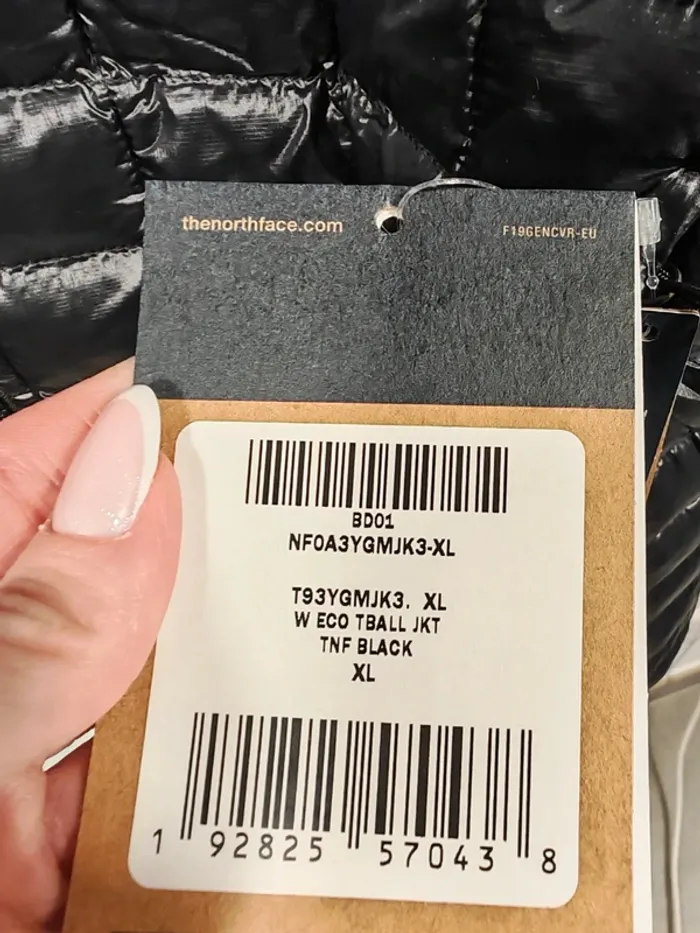 thenorthface.com
F19GENCVR-EU
BD01
NF0A3YGMJK3-XL
T93YGMJK3. XL
W ECO TBALL JKT
TNF BLACK
XL
1 92825 57043 8